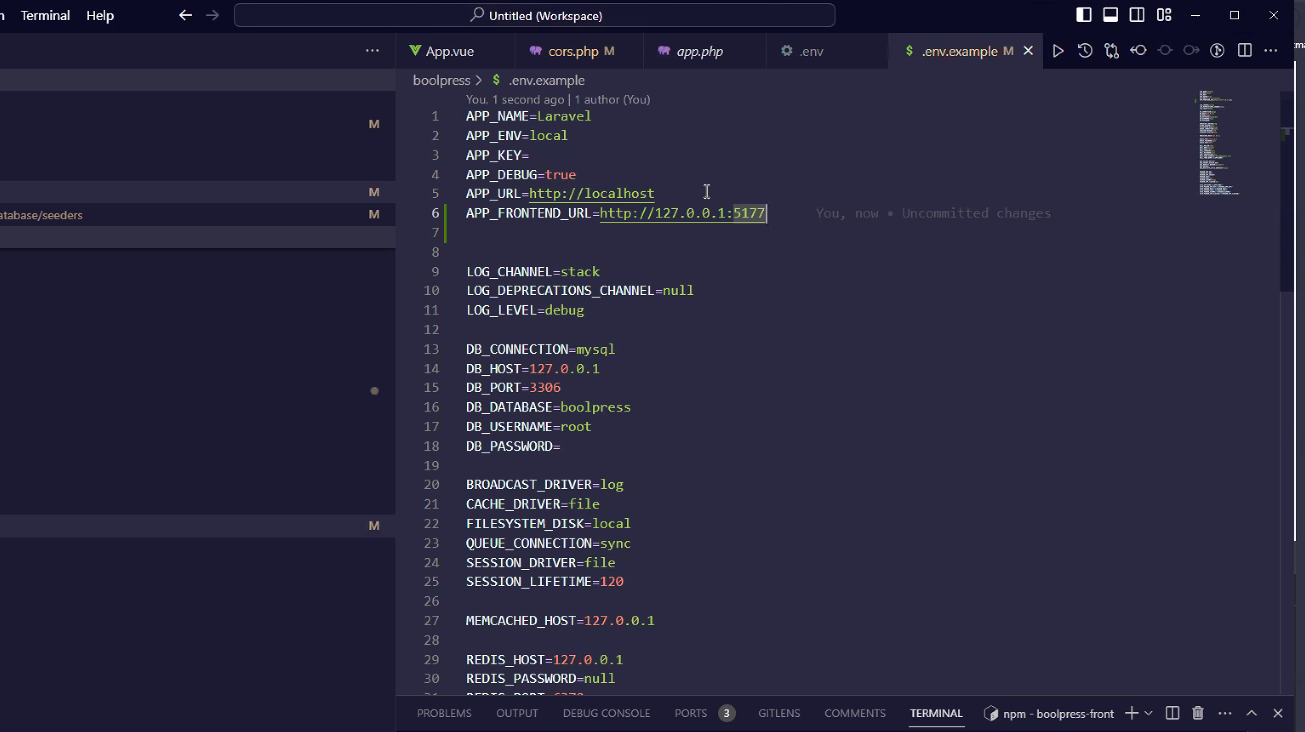 Terminal Help
Untitled (Workspace)
App.vue cors.php M app.php .env .env.example M
boolpress > $ .env.example
You, 1 second ago | 1 author (You)
1 APP_NAME=Laravel
2 APP_ENV=local
3 APP_KEY=
4 APP_DEBUG=true
5 APP_URL=http://localhost
6 APP_FRONTEND_URL=http://127.0.0.1:5177 You, now • Uncommitted changes
7
8
9 LOG_CHANNEL=stack
10 LOG_DEPRECATIONS_CHANNEL=null
11 LOG_LEVEL=debug
12
13 DB_CONNECTION=mysql
14 DB_HOST=127.0.0.1
15 DB_PORT=3306
16 DB_DATABASE=boolpress
17 DB_USERNAME=root
18 DB_PASSWORD=
19
20 BROADCAST_DRIVER=log
21 CACHE_DRIVER=file
22 FILESYSTEM_DISK=local
23 QUEUE_CONNECTION=sync
24 SESSION_DRIVER=file
25 SESSION_LIFETIME=120
26
27 MEMCACHED_HOST=127.0.0.1
28
29 REDIS_HOST=127.0.0.1
30 REDIS_PASSWORD=null
M
M
atabase/seeders M
M
PROBLEMS OUTPUT DEBUG CONSOLE PORTS 3 GITLENS COMMENTS TERMINAL npm - boolpress-front